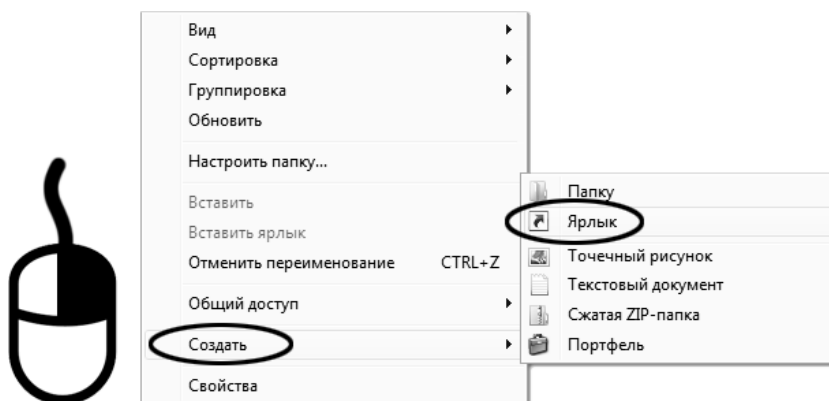 Вид
Сортировка
Группировка
Обновить
Настроить папку...
Вставить
Вставить ярлык
Отменить переименование CTRL+Z
Общий доступ
Создать
Свойства
Папку
Ярлык
Точечный рисунок
Текстовый документ
Сжатая ZIP-папка
Портфель